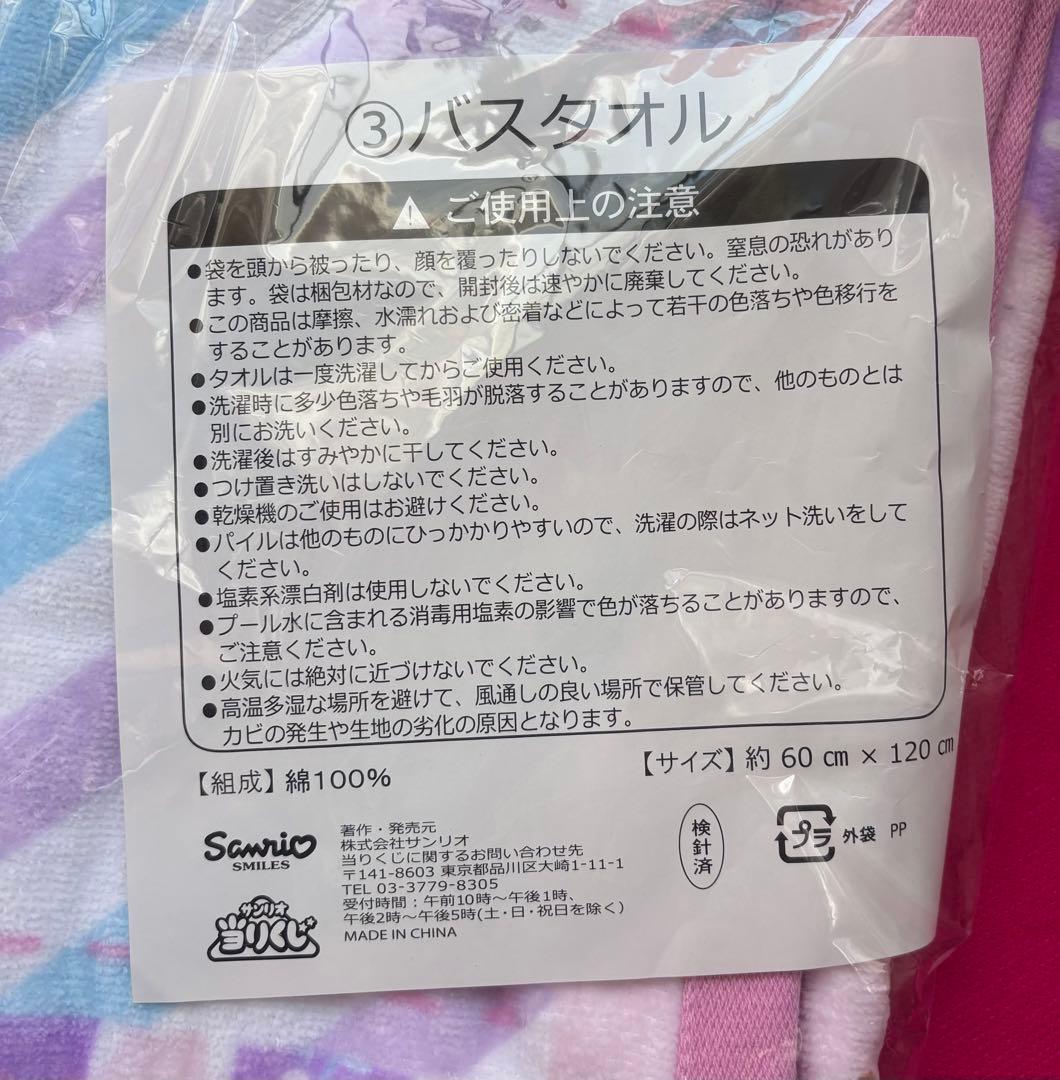 ③バスタオル
ご使用上の注意
●袋を頭から被ったり、顔を覆ったりしないでください。窒息の恐れがあり
ます。袋は梱包材なので、開封後は速やかに廃棄してください。
●この商品は摩擦、水濡れおよび密着などによって若干の色落ちや色移行を
することがあります。
●タオルは一度洗濯してからご使用ください。
●洗濯時に多少色落ちや毛羽が脱落することがありますので、他のものとは
別にお洗いください。
●洗濯後はすみやかに干してください。
●つけ置き洗いはしないでください。
●乾燥機のご使用はお避けください。
●パイルは他のものにひっかかりやすいので、洗濯の際はネット洗いをして
ください。
●塩素系漂白剤は使用しないでください。
●プール水に含まれる消毒用塩素の影響で色が落ちることがありますので、
ご注意ください。
●火気には絶対に近づけないでください。
●高温多湿な場所を避けて、風通しの良い場所で保管してください。
カビの発生や生地の劣化の原因となります。
【組成】綿100%
【サイズ】約 60 ㎝ × 120 ㎝
Sanrio
SMILES
サンリオ
当りくじ
著作・発売元
株式会社サンリオ
当りくじに関するお問い合わせ先
〒141-8603 東京都品川区大崎1-11-1
TEL 03-3779-8305
受付時間：午前10時～午後1時、
午後2時～午後5時(土・日・祝日を除く)
MADE IN CHINA
検針済
プラ 外袋 PP